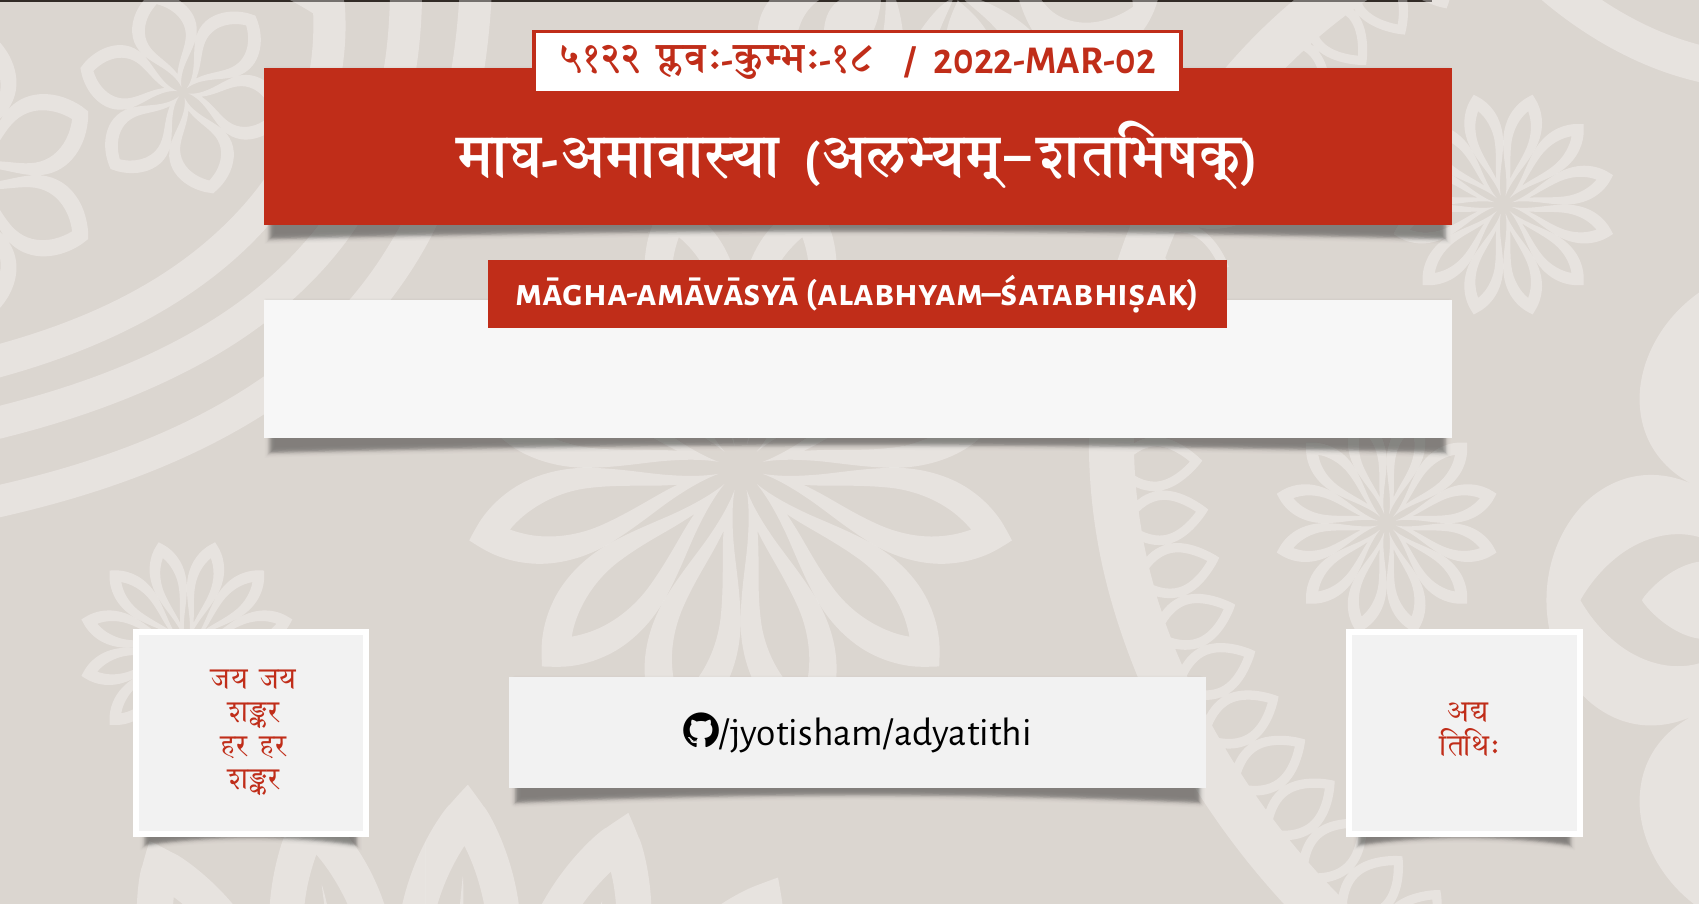 ५१२२ प्लवः-कुम्भः-१८ / 2022-MAR-02
माघ-अमावास्या (अलभ्यम्–शतभिषक्)
MĀGHA-AMĀVĀSYĀ (ALABHYAM–ŚATABHIṢAK)
जय जय
शङ्कर
हर हर
शङ्कर
/jyotisham/adyatithi
अद्य
तिथिः